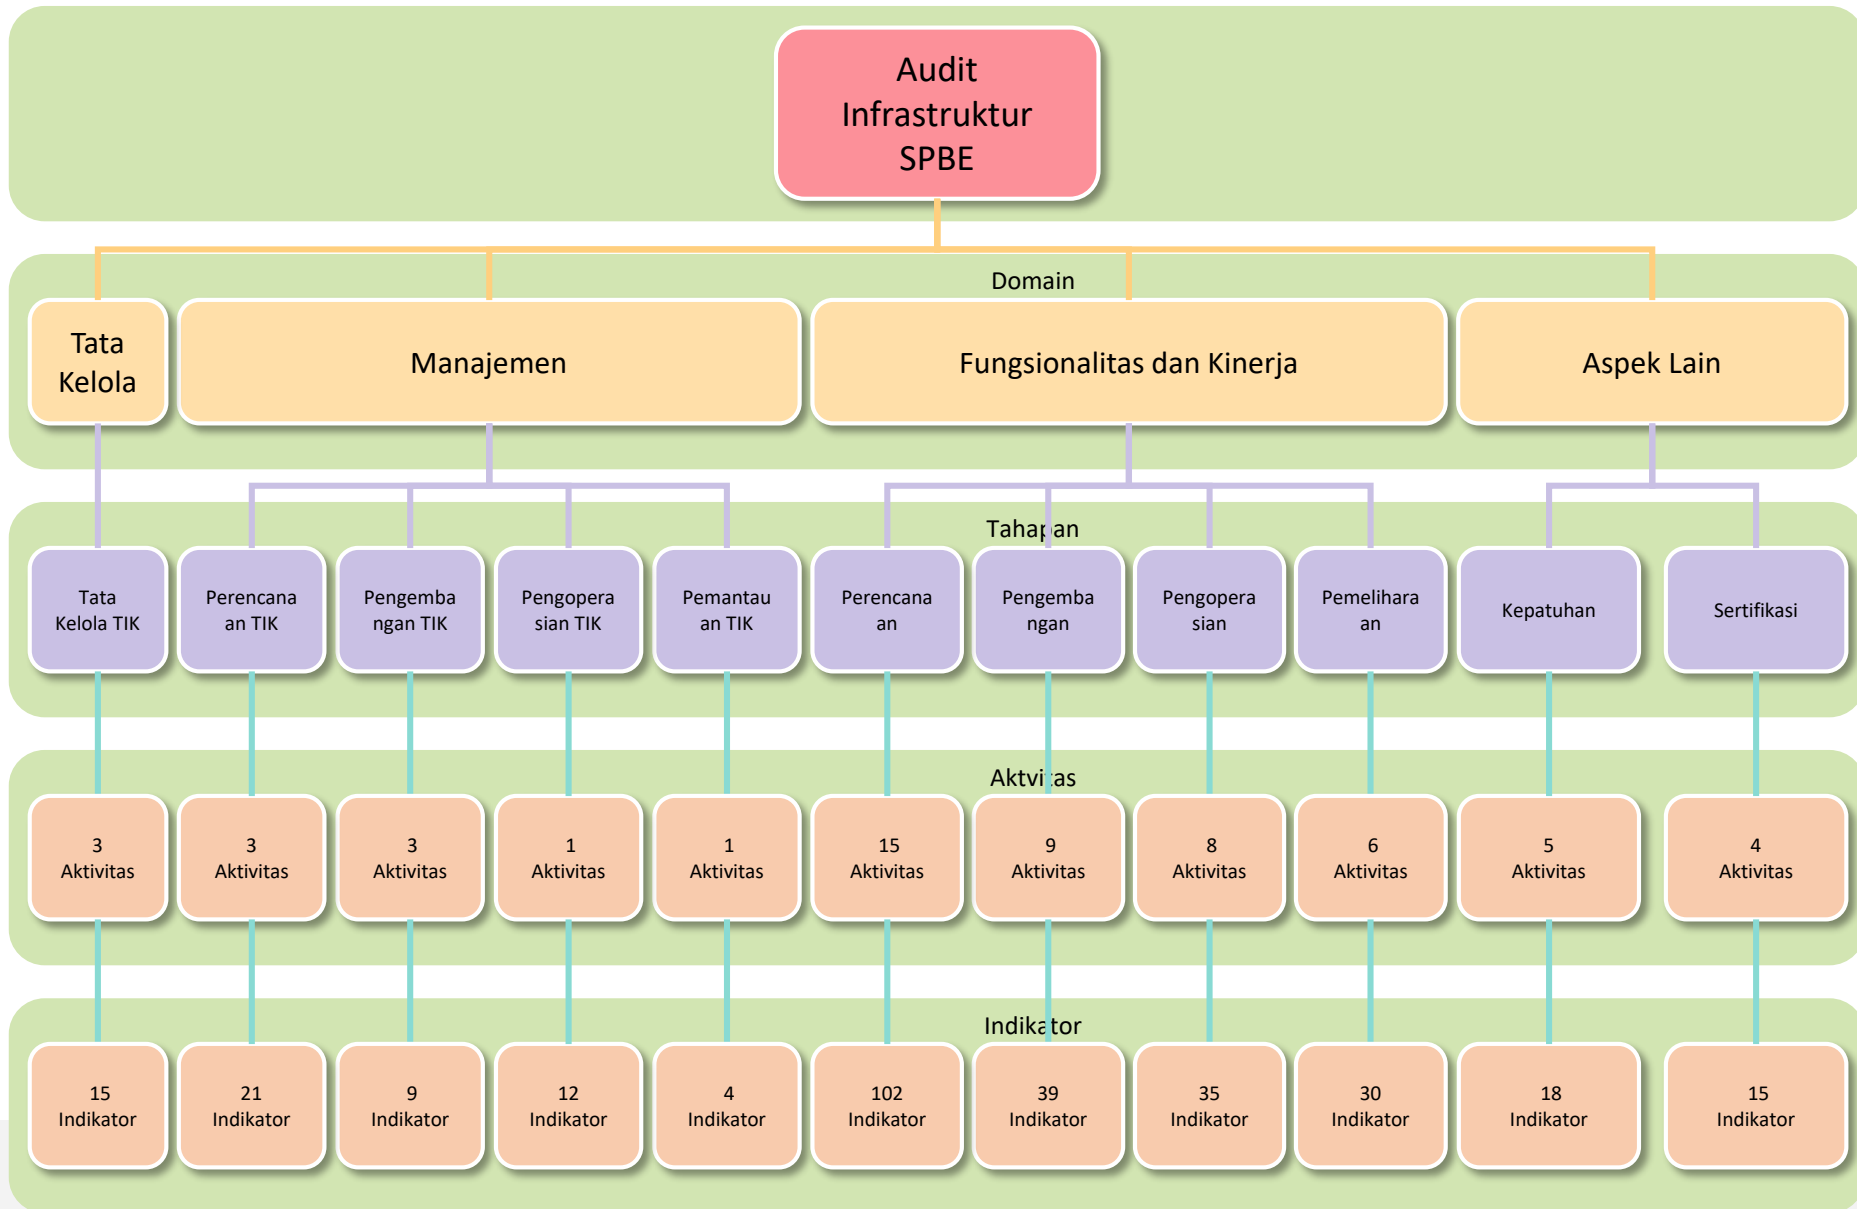 Audit
Infrastruktur
SPBE
Domain
Tata
Kelola
Manajemen
Fungsionalitas dan Kinerja
Aspek Lain
Tahapan
Tata
Kelola TIK
Perencana
an TIK
Pengemba
ngan TIK
Pengopera
sian TIK
Pemantau
an TIK
Perencana
an
Pengemba
ngan
Pengopera
sian
Pemelihara
an
Kepatuhan
Sertifikasi
Aktvitas
3
Aktivitas
3
Aktivitas
3
Aktivitas
1
Aktivitas
1
Aktivitas
15
Aktivitas
9
Aktivitas
8
Aktivitas
6
Aktivitas
5
Aktivitas
4
Aktivitas
Indikator
15
Indikator
21
Indikator
9
Indikator
12
Indikator
4
Indikator
102
Indikator
39
Indikator
35
Indikator
30
Indikator
18
Indikator
15
Indikator